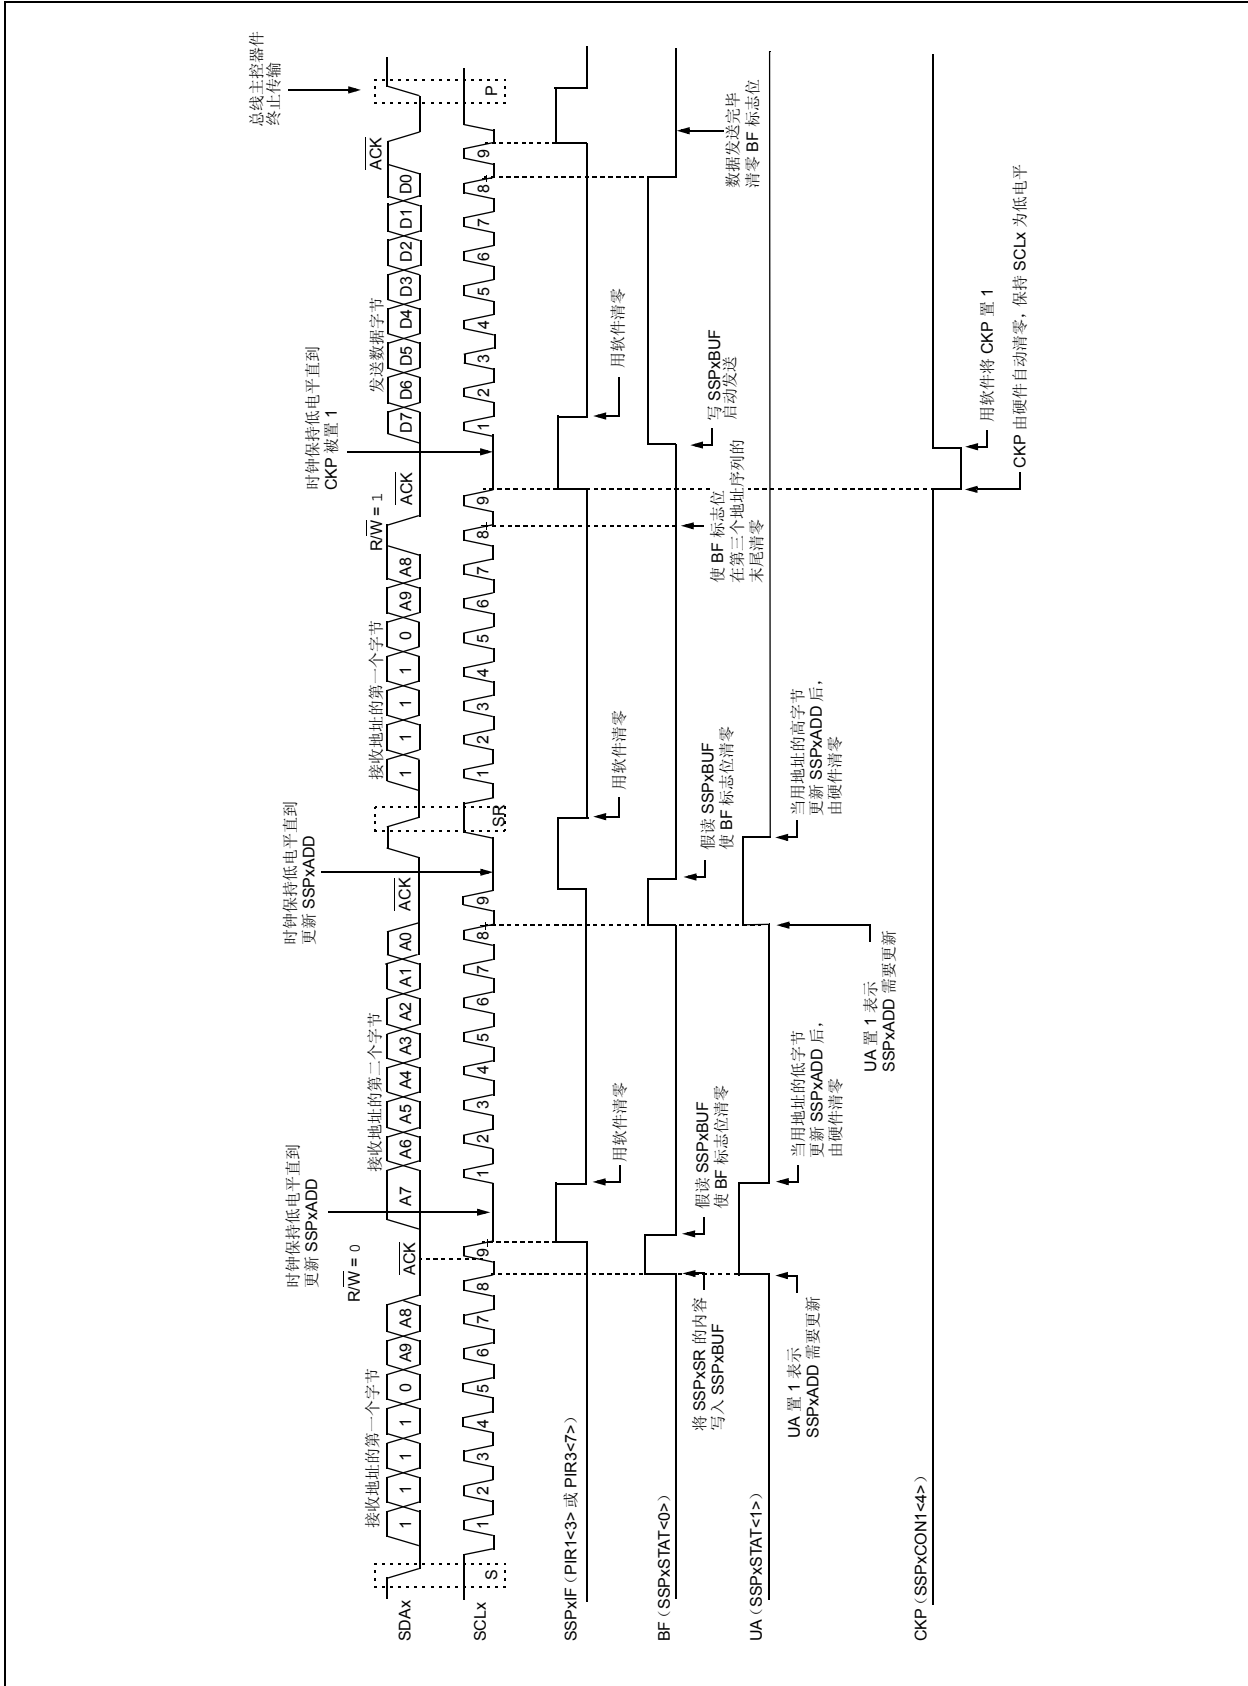 时钟保持低电平直到
更新 SSPxADD
时钟保持低电平直到
更新 SSPxADD
时钟保持低电平直到
CKP 被置 1
总线主控器件
终止传输
接收地址的第一个字节
R/W = 0
接收地址的第二个字节
接收地址的第一个字节
R/W = 1
发送数据字节
SDAx
1 1 1 1 0 A9 A8 ACK A7 A6 A5 A4 A3 A2 A1 A0 ACK 1 1 1 1 0 A9 A8 ACK D7 D6 D5 D4 D3 D2 D1 D0 ACK
SCLx
S 1 2 3 4 5 6 7 8 9 1 2 3 4 5 6 7 8 9 SR 1 2 3 4 5 6 7 8 9 1 2 3 4 5 6 7 8 9 P
SSPxIF（PIR1<3> 或 PIR3<7>）
用软件清零
用软件清零
用软件清零
BF（SSPxSTAT<0>）
将 SSPxSR 的内容
写入 SSPxBUF
假读 SSPxBUF
使 BF 标志位清零
假读 SSPxBUF
使 BF 标志位清零
使 BF 标志位
在第三个地址序列的
末尾清零
写 SSPxBUF
启动发送
数据发送完毕
清零 BF 标志位
UA（SSPxSTAT<1>）
UA 置 1 表示
SSPxADD 需要更新
当用地址的低字节
更新 SSPxADD 后，
由硬件清零
UA 置 1 表示
SSPxADD 需要更新
当用地址的高字节
更新 SSPxADD 后，
由硬件清零
CKP（SSPxCON1<4>）
用软件将 CKP 置 1
CKP 由硬件自动清零，保持 SCLx 为低电平